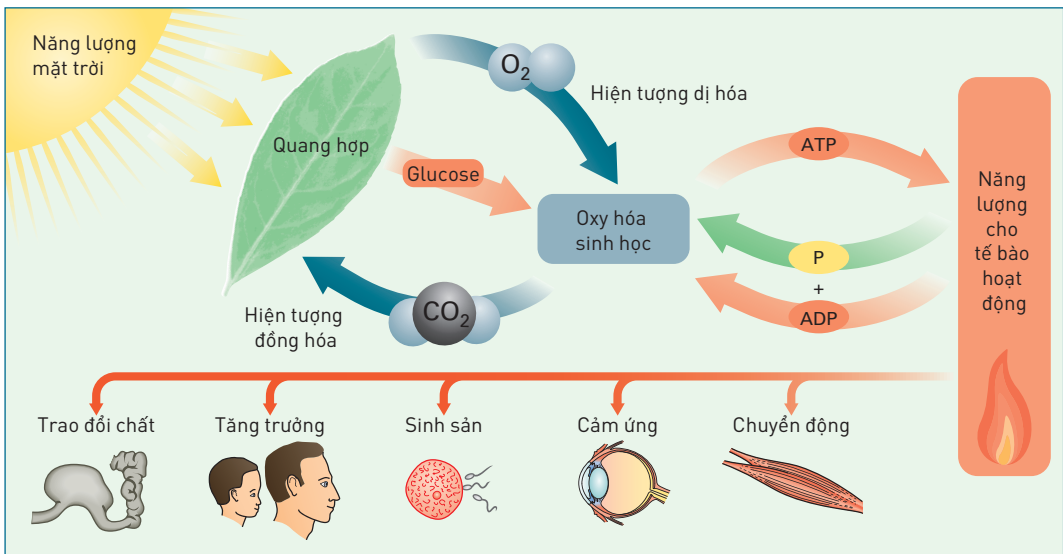 Năng lượng
mặt trời
Quang hợp
O2
Hiện tượng dị hóa
Glucose
Oxy hóa
sinh học
ATP
P
+
ADP
Năng
lượng
cho
tế bào
hoạt
động
CO2
Hiện tượng
đồng hóa
Trao đổi chất
Tăng trưởng
Sinh sản
Cảm ứng
Chuyển động